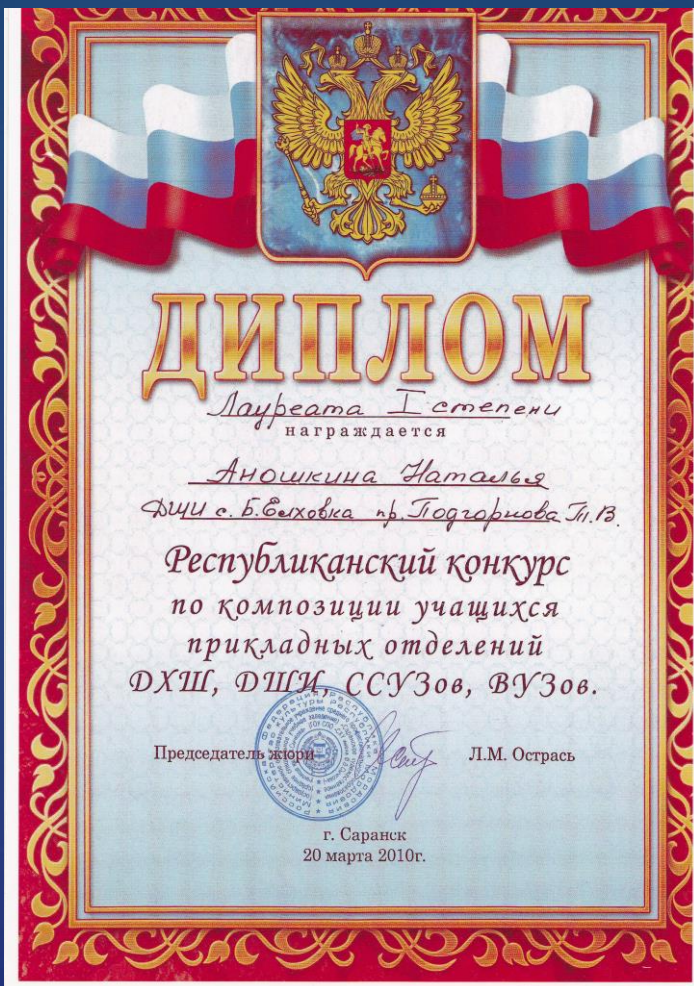 ДИПЛОМ
Лауреата I степени
награждается
Аношкина Наталья
ДШИ с. Б.Елховка пр. Подгорнова Т.В.
Республиканский конкурс
по композиции учащихся
прикладных отделений
ДХШ, ДШИ, ССУЗов, ВУЗов.
Председатель жюри
Л.М. Острась
г. Саранск
20 марта 2010г.